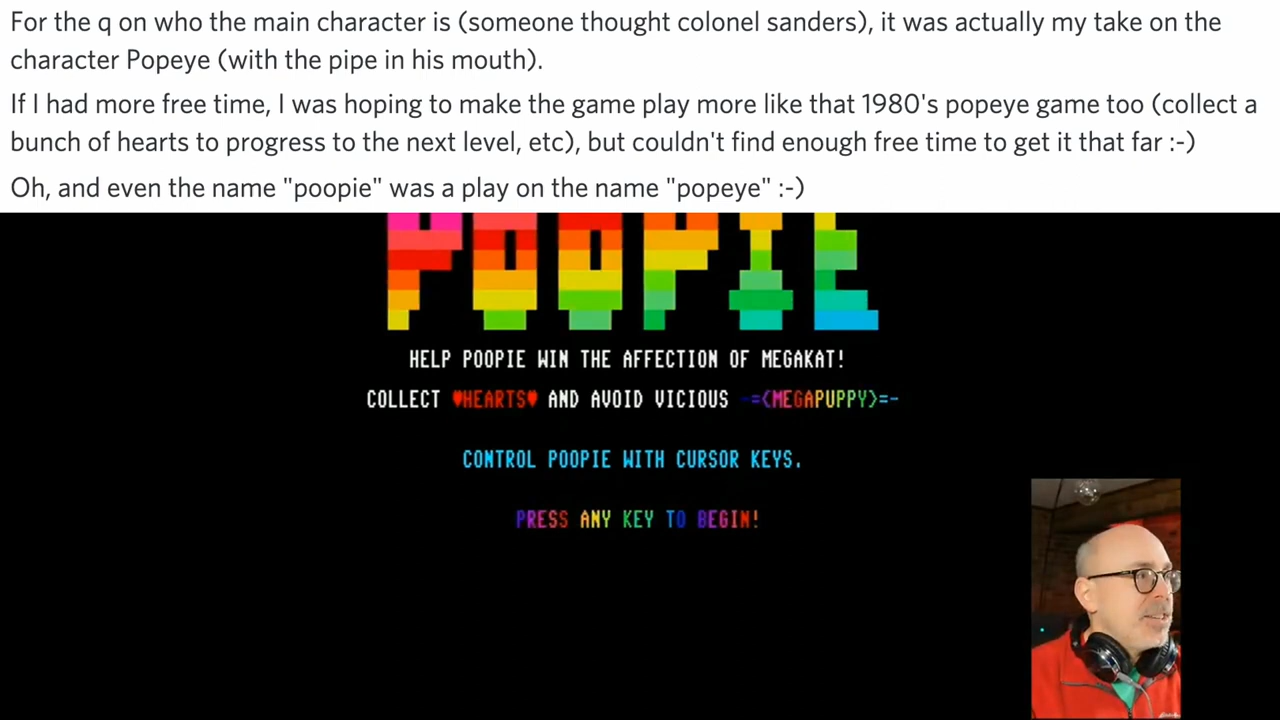 For the q on who the main character is (someone thought colonel sanders), it was actually my take on the
character Popeye (with the pipe in his mouth).
If I had more free time, I was hoping to make the game play more like that 1980's popeye game too (collect a
bunch of hearts to progress to the next level, etc), but couldn't find enough free time to get it that far :-)
Oh, and even the name "poopie" was a play on the name "popeye" :-)
POOPIE
HELP POOPIE WIN THE AFFECTION OF MEGAKAT!
COLLECT ♥HEARTS♥ AND AVOID VICIOUS -=<MEGAPUPPY>=-
CONTROL POOPIE WITH CURSOR KEYS.
PRESS ANY KEY TO BEGIN!